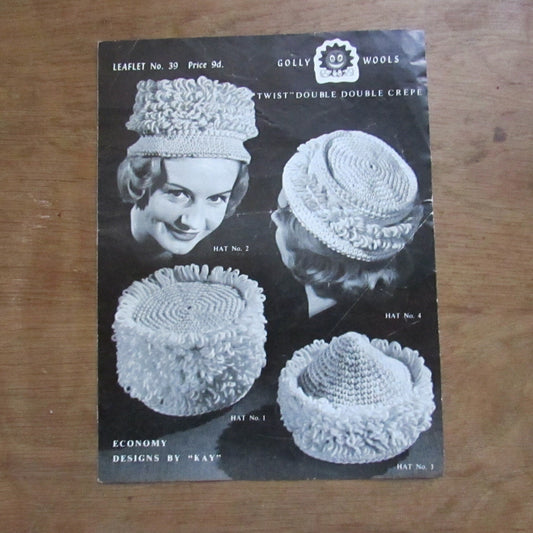 LEAFLET No. 39 Price 9d.
GOLLY WOOLS
"TWIST" DOUBLE DOUBLE CREPE
HAT No. 2
HAT No. 4
HAT No. 1
HAT No. 3
ECONOMY
DESIGNS BY "KAY"